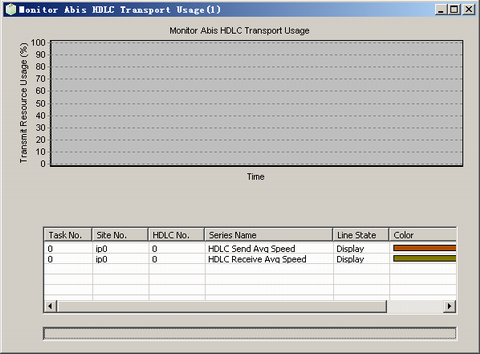 Monitor Abis HDLC Transport Usage(1)
Monitor Abis HDLC Transport Usage
Transmit Resource Usage (%)
100
90
80
70
60
50
40
30
20
10
0
Time
Task No. Site No. HDLC No. Series Name Line State Color
0 ip0 0 HDLC Send Avg Speed Display
0 ip0 0 HDLC Receive Avg Speed Display